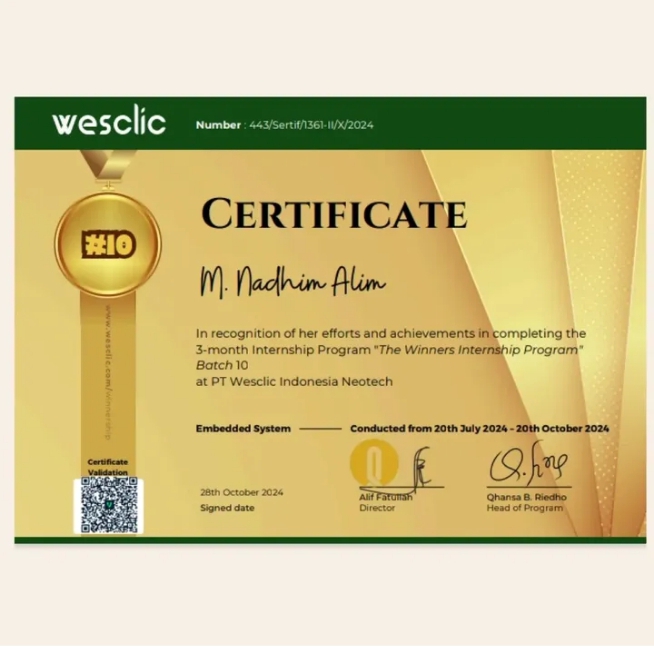 wesclic
Number : 443/Sertif/1361-II/X/2024
#10
CERTIFICATE
M. Nadhim Alim
In recognition of her efforts and achievements in completing the
3-month Internship Program "The Winners Internship Program"
Batch 10
at PT Wesclic Indonesia Neotech
Embedded System
Conducted from 20th July 2024 - 20th October 2024
www.wesclic.com/winnership
Certificate
Validation
28th October 2024
Signed date
Alif Fatullah
Director
Qhansa B. Riedho
Head of Program